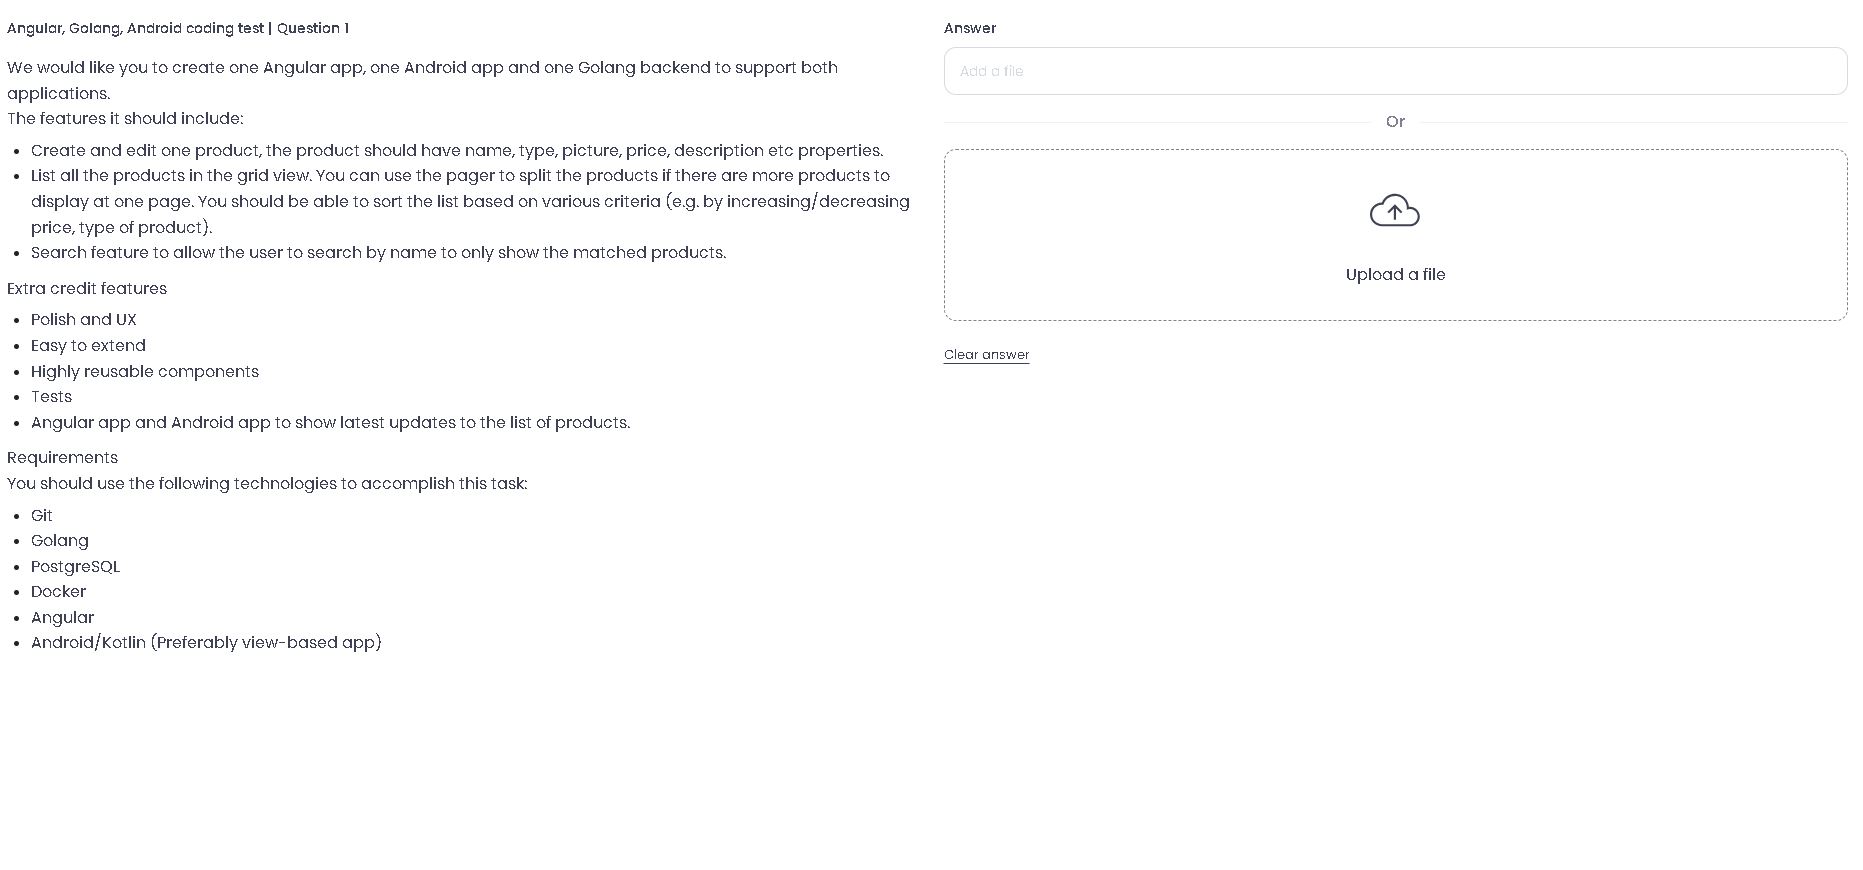 Angular, Golang, Android coding test | Question 1
We would like you to create one Angular app, one Android app and one Golang backend to support both
applications.
The features it should include:
Create and edit one product, the product should have name, type, picture, price, description etc properties.
List all the products in the grid view. You can use the pager to split the products if there are more products to
display at one page. You should be able to sort the list based on various criteria (e.g. by increasing/decreasing
price, type of product).
Search feature to allow the user to search by name to only show the matched products.
Extra credit features
Polish and UX
Easy to extend
Highly reusable components
Tests
Angular app and Android app to show latest updates to the list of products.
Requirements
You should use the following technologies to accomplish this task:
Git
Golang
PostgreSQL
Docker
Angular
Android/Kotlin (Preferably view-based app)
Answer
Add a file
Or
Upload a file
Clear answer